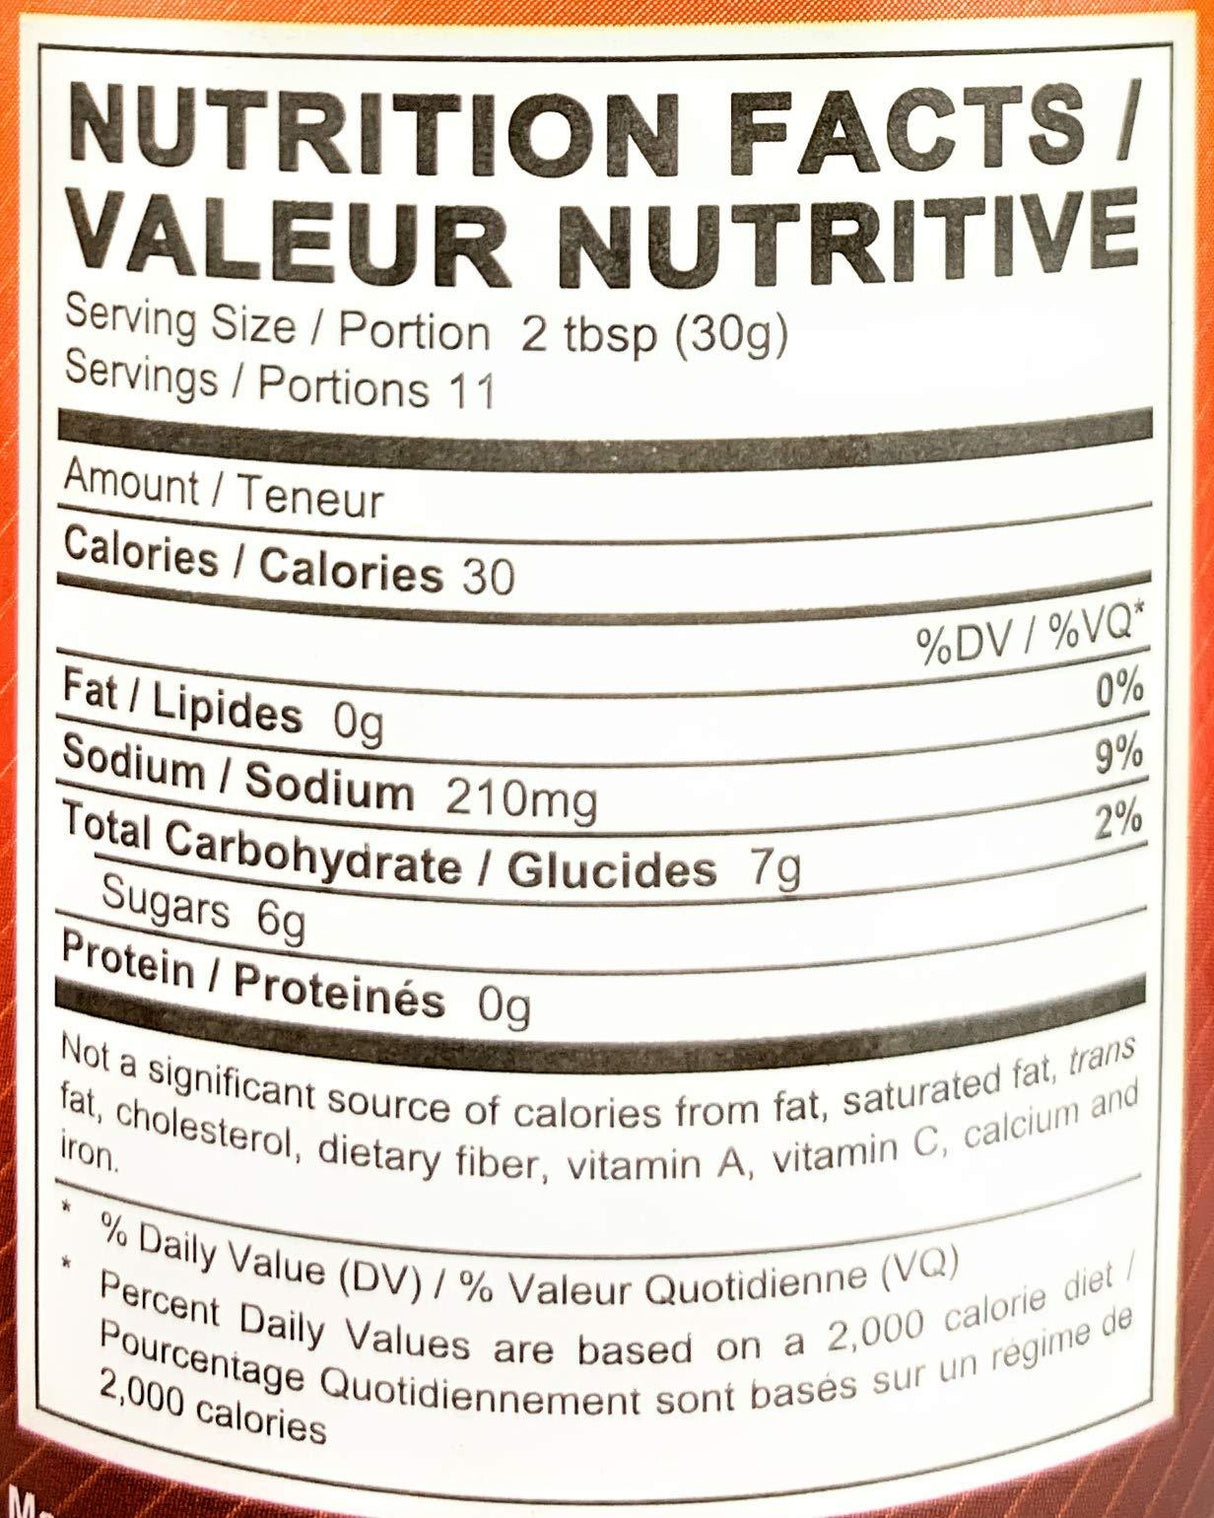 NUTRITION FACTS /
VALEUR NUTRITIVE
Serving Size / Portion 2 tbsp (30g)
Servings / Portions 11
Amount / Teneur
Calories / Calories 30
%DV / %VQ*
Fat / Lipides 0g 0%
Sodium / Sodium 210mg 9%
Total Carbohydrate / Glucides 7g 2%
Sugars 6g
Protein / Proteinés 0g
Not a significant source of calories from fat, saturated fat, trans
fat, cholesterol, dietary fiber, vitamin A, vitamin C, calcium and
iron.
* % Daily Value (DV) / % Valeur Quotidienne (VQ)
* Percent Daily Values are based on a 2,000 calorie diet /
Pourcentage Quotidiennement sont basés sur un régime de
2,000 calories